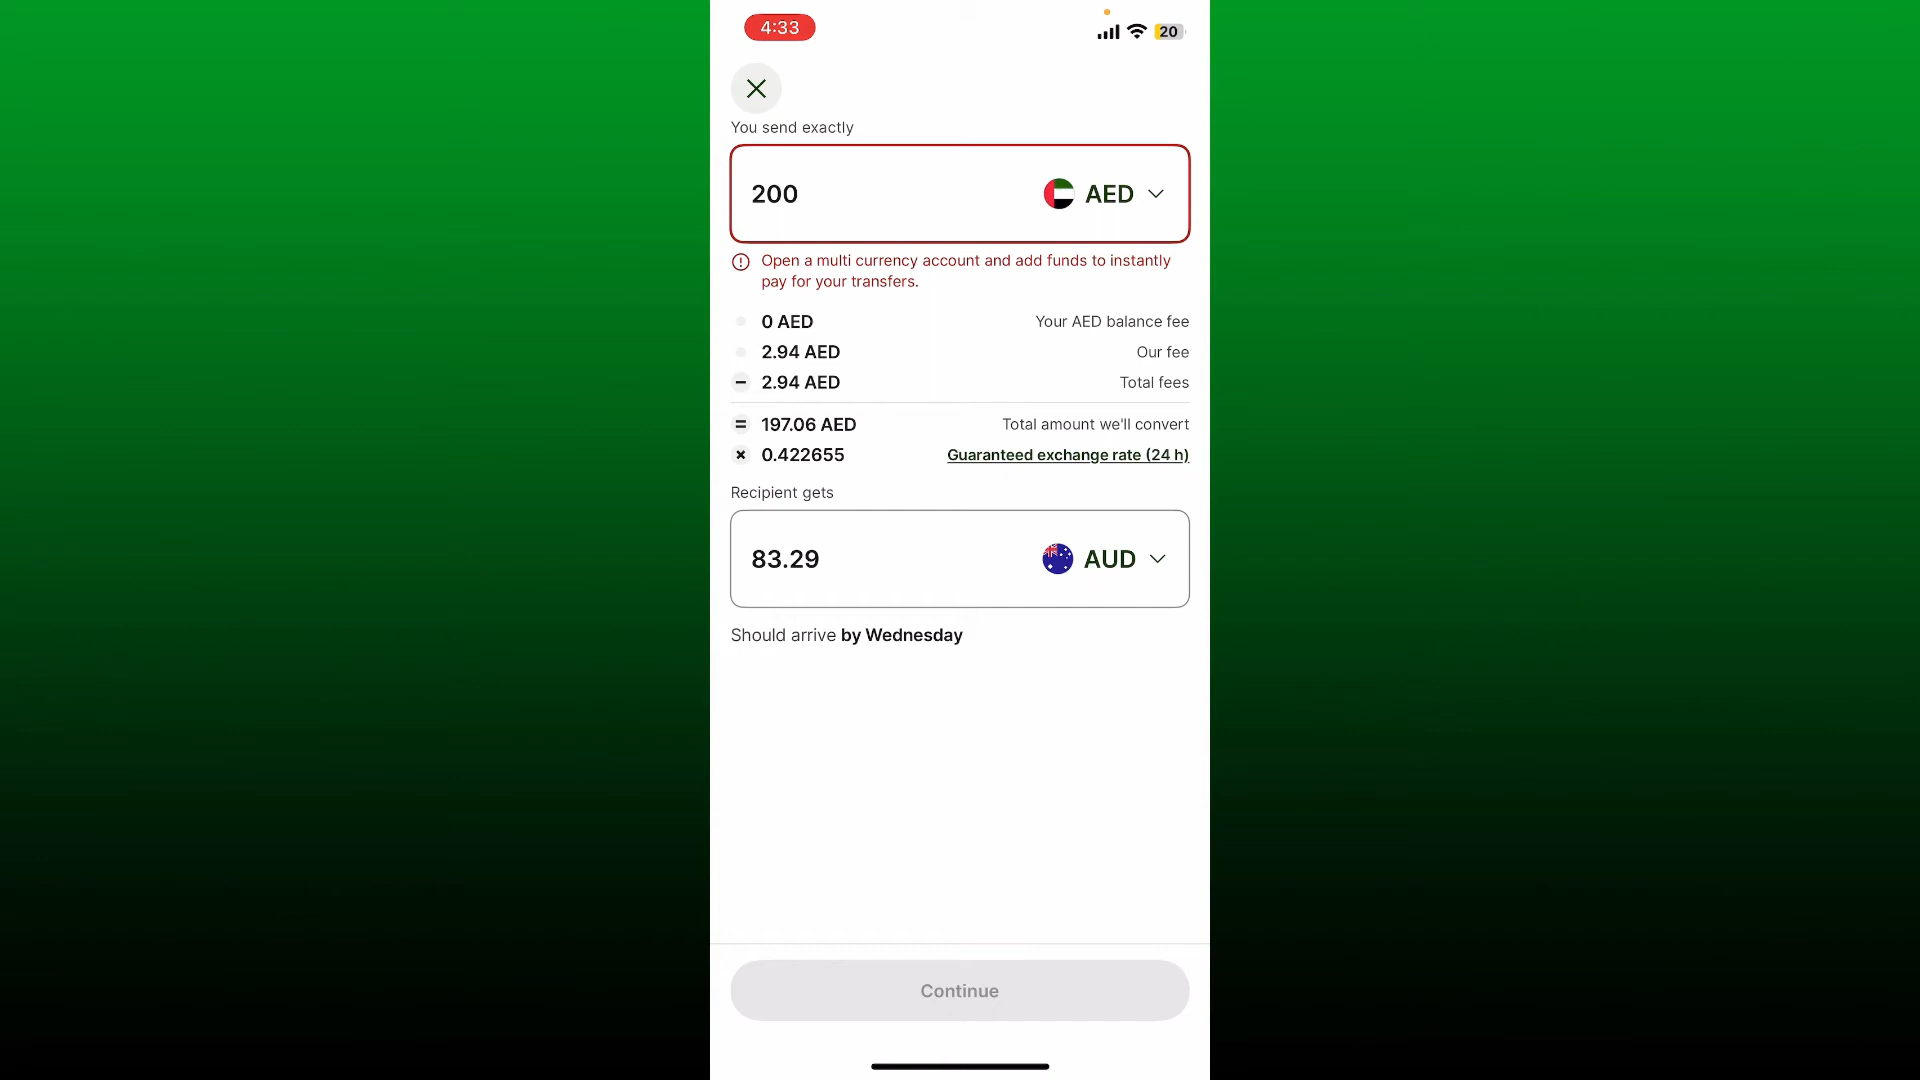 4:33
20
You send exactly
200 AED
Open a multi currency account and add funds to instantly
pay for your transfers.
0 AED Your AED balance fee
2.94 AED Our fee
− 2.94 AED Total fees
= 197.06 AED Total amount we'll convert
× 0.422655 Guaranteed exchange rate (24 h)
Recipient gets
83.29 AUD
Should arrive by Wednesday
Continue